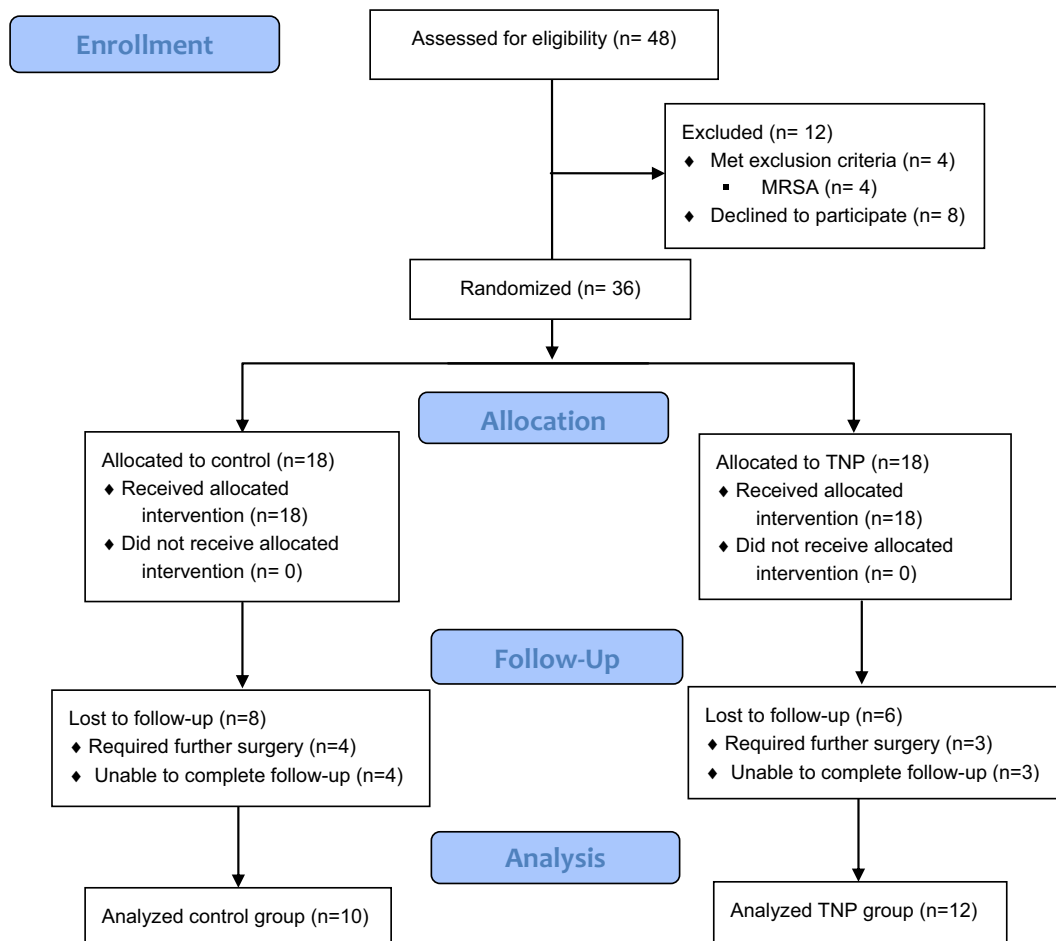 Enrollment
Assessed for eligibility (n= 48)
Excluded (n= 12)
♦ Met exclusion criteria (n= 4)
▪ MRSA (n= 4)
♦ Declined to participate (n= 8)
Randomized (n= 36)
Allocation
Allocated to control (n=18)
♦ Received allocated
intervention (n=18)
♦ Did not receive allocated
intervention (n= 0)
Allocated to TNP (n=18)
♦ Received allocated
intervention (n=18)
♦ Did not receive allocated
intervention (n= 0)
Follow-Up
Lost to follow-up (n=8)
♦ Required further surgery (n=4)
♦ Unable to complete follow-up (n=4)
Lost to follow-up (n=6)
♦ Required further surgery (n=3)
♦ Unable to complete follow-up (n=3)
Analysis
Analyzed control group (n=10)
Analyzed TNP group (n=12)